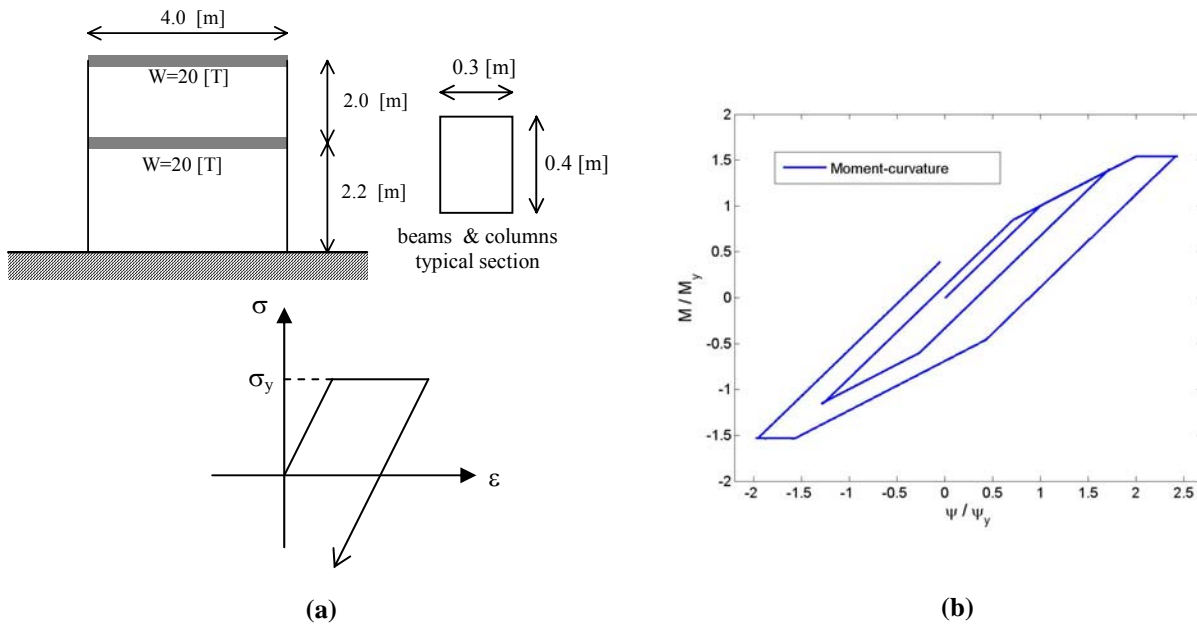 4.0 [m]
W=20 [T]
2.0 [m]
W=20 [T]
2.2 [m]
0.3 [m]
0.4 [m]
beams & columns
typical section
σ
σy
ε
(a)
2
1.5
1
0.5
0
-0.5
-1
-1.5
-2
M / My
Moment-curvature
-2 -1.5 -1 -0.5 0 0.5 1 1.5 2 2.5
ψ / ψy
(b)